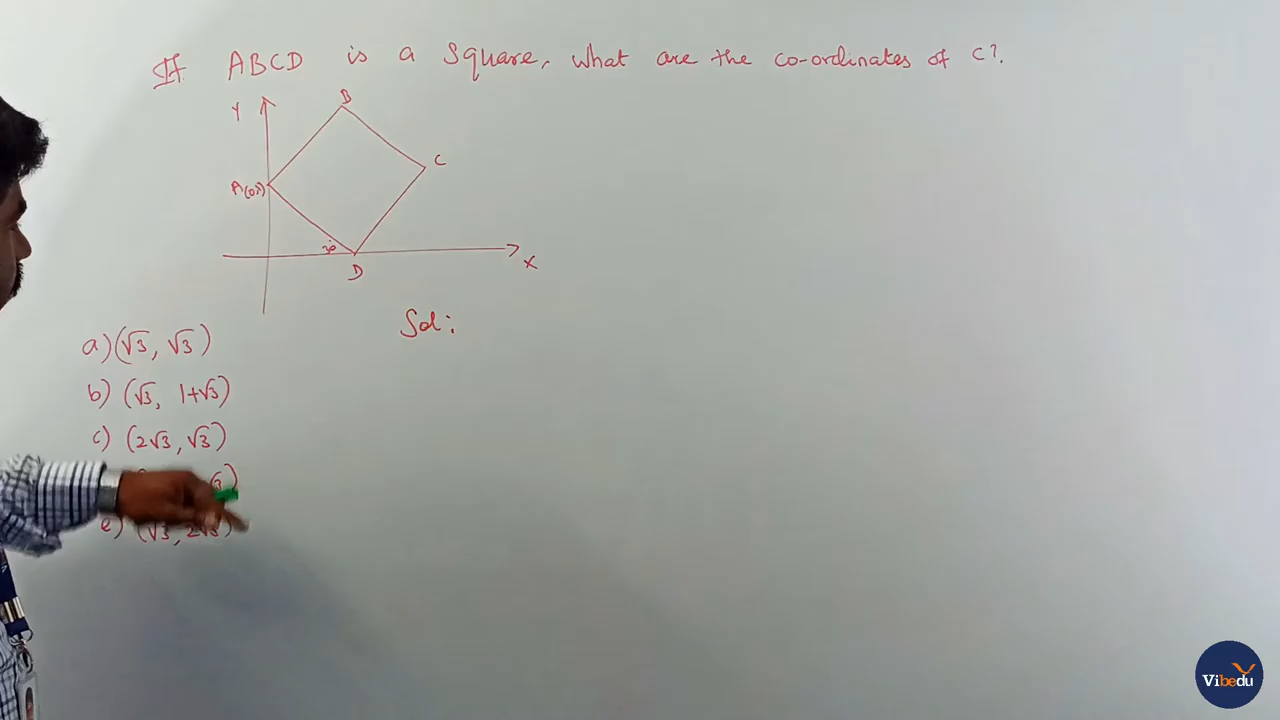 If ABCD is a square, what are the co-ordinates of C?
Y
B
A(0,1)
C
30°
D
X
Sol:
a) (√3, √3)
b) (√3, 1+√3)
c) (2√3, √3)
e) (√3, 2√3)
Vibedu